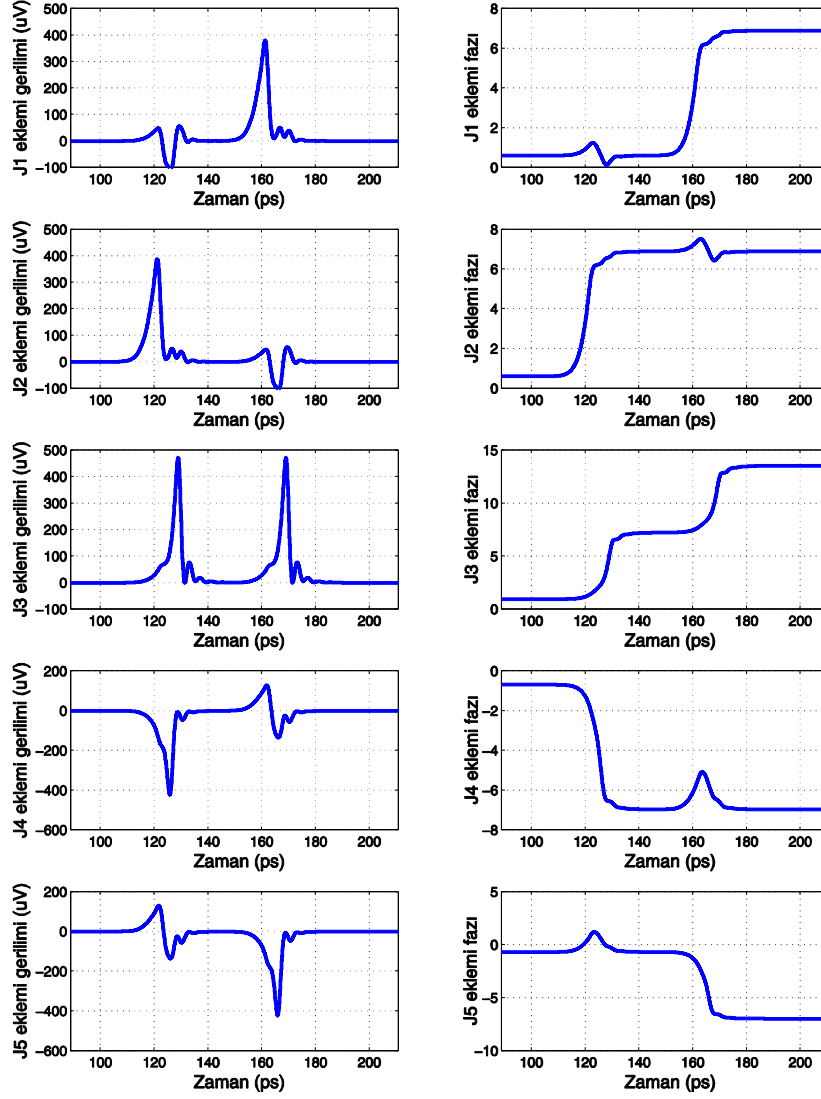 J1 eklemi gerilimi (uV)
500
400
300
200
100
0
−100
100 120 140 160 180 200
Zaman (ps)
J1 eklemi fazı
8
6
4
2
0
100 120 140 160 180 200
Zaman (ps)
J2 eklemi gerilimi (uV)
500
400
300
200
100
0
−100
100 120 140 160 180 200
Zaman (ps)
J2 eklemi fazı
8
6
4
2
0
100 120 140 160 180 200
Zaman (ps)
J3 eklemi gerilimi (uV)
500
400
300
200
100
0
−100
100 120 140 160 180 200
Zaman (ps)
J3 eklemi fazı
15
10
5
0
100 120 140 160 180 200
Zaman (ps)
J4 eklemi gerilimi (uV)
200
0
−200
−400
−600
100 120 140 160 180 200
Zaman (ps)
J4 eklemi fazı
0
−2
−4
−6
−8
100 120 140 160 180 200
Zaman (ps)
J5 eklemi gerilimi (uV)
200
0
−200
−400
−600
100 120 140 160 180 200
Zaman (ps)
J5 eklemi fazı
5
0
−5
−10
100 120 140 160 180 200
Zaman (ps)